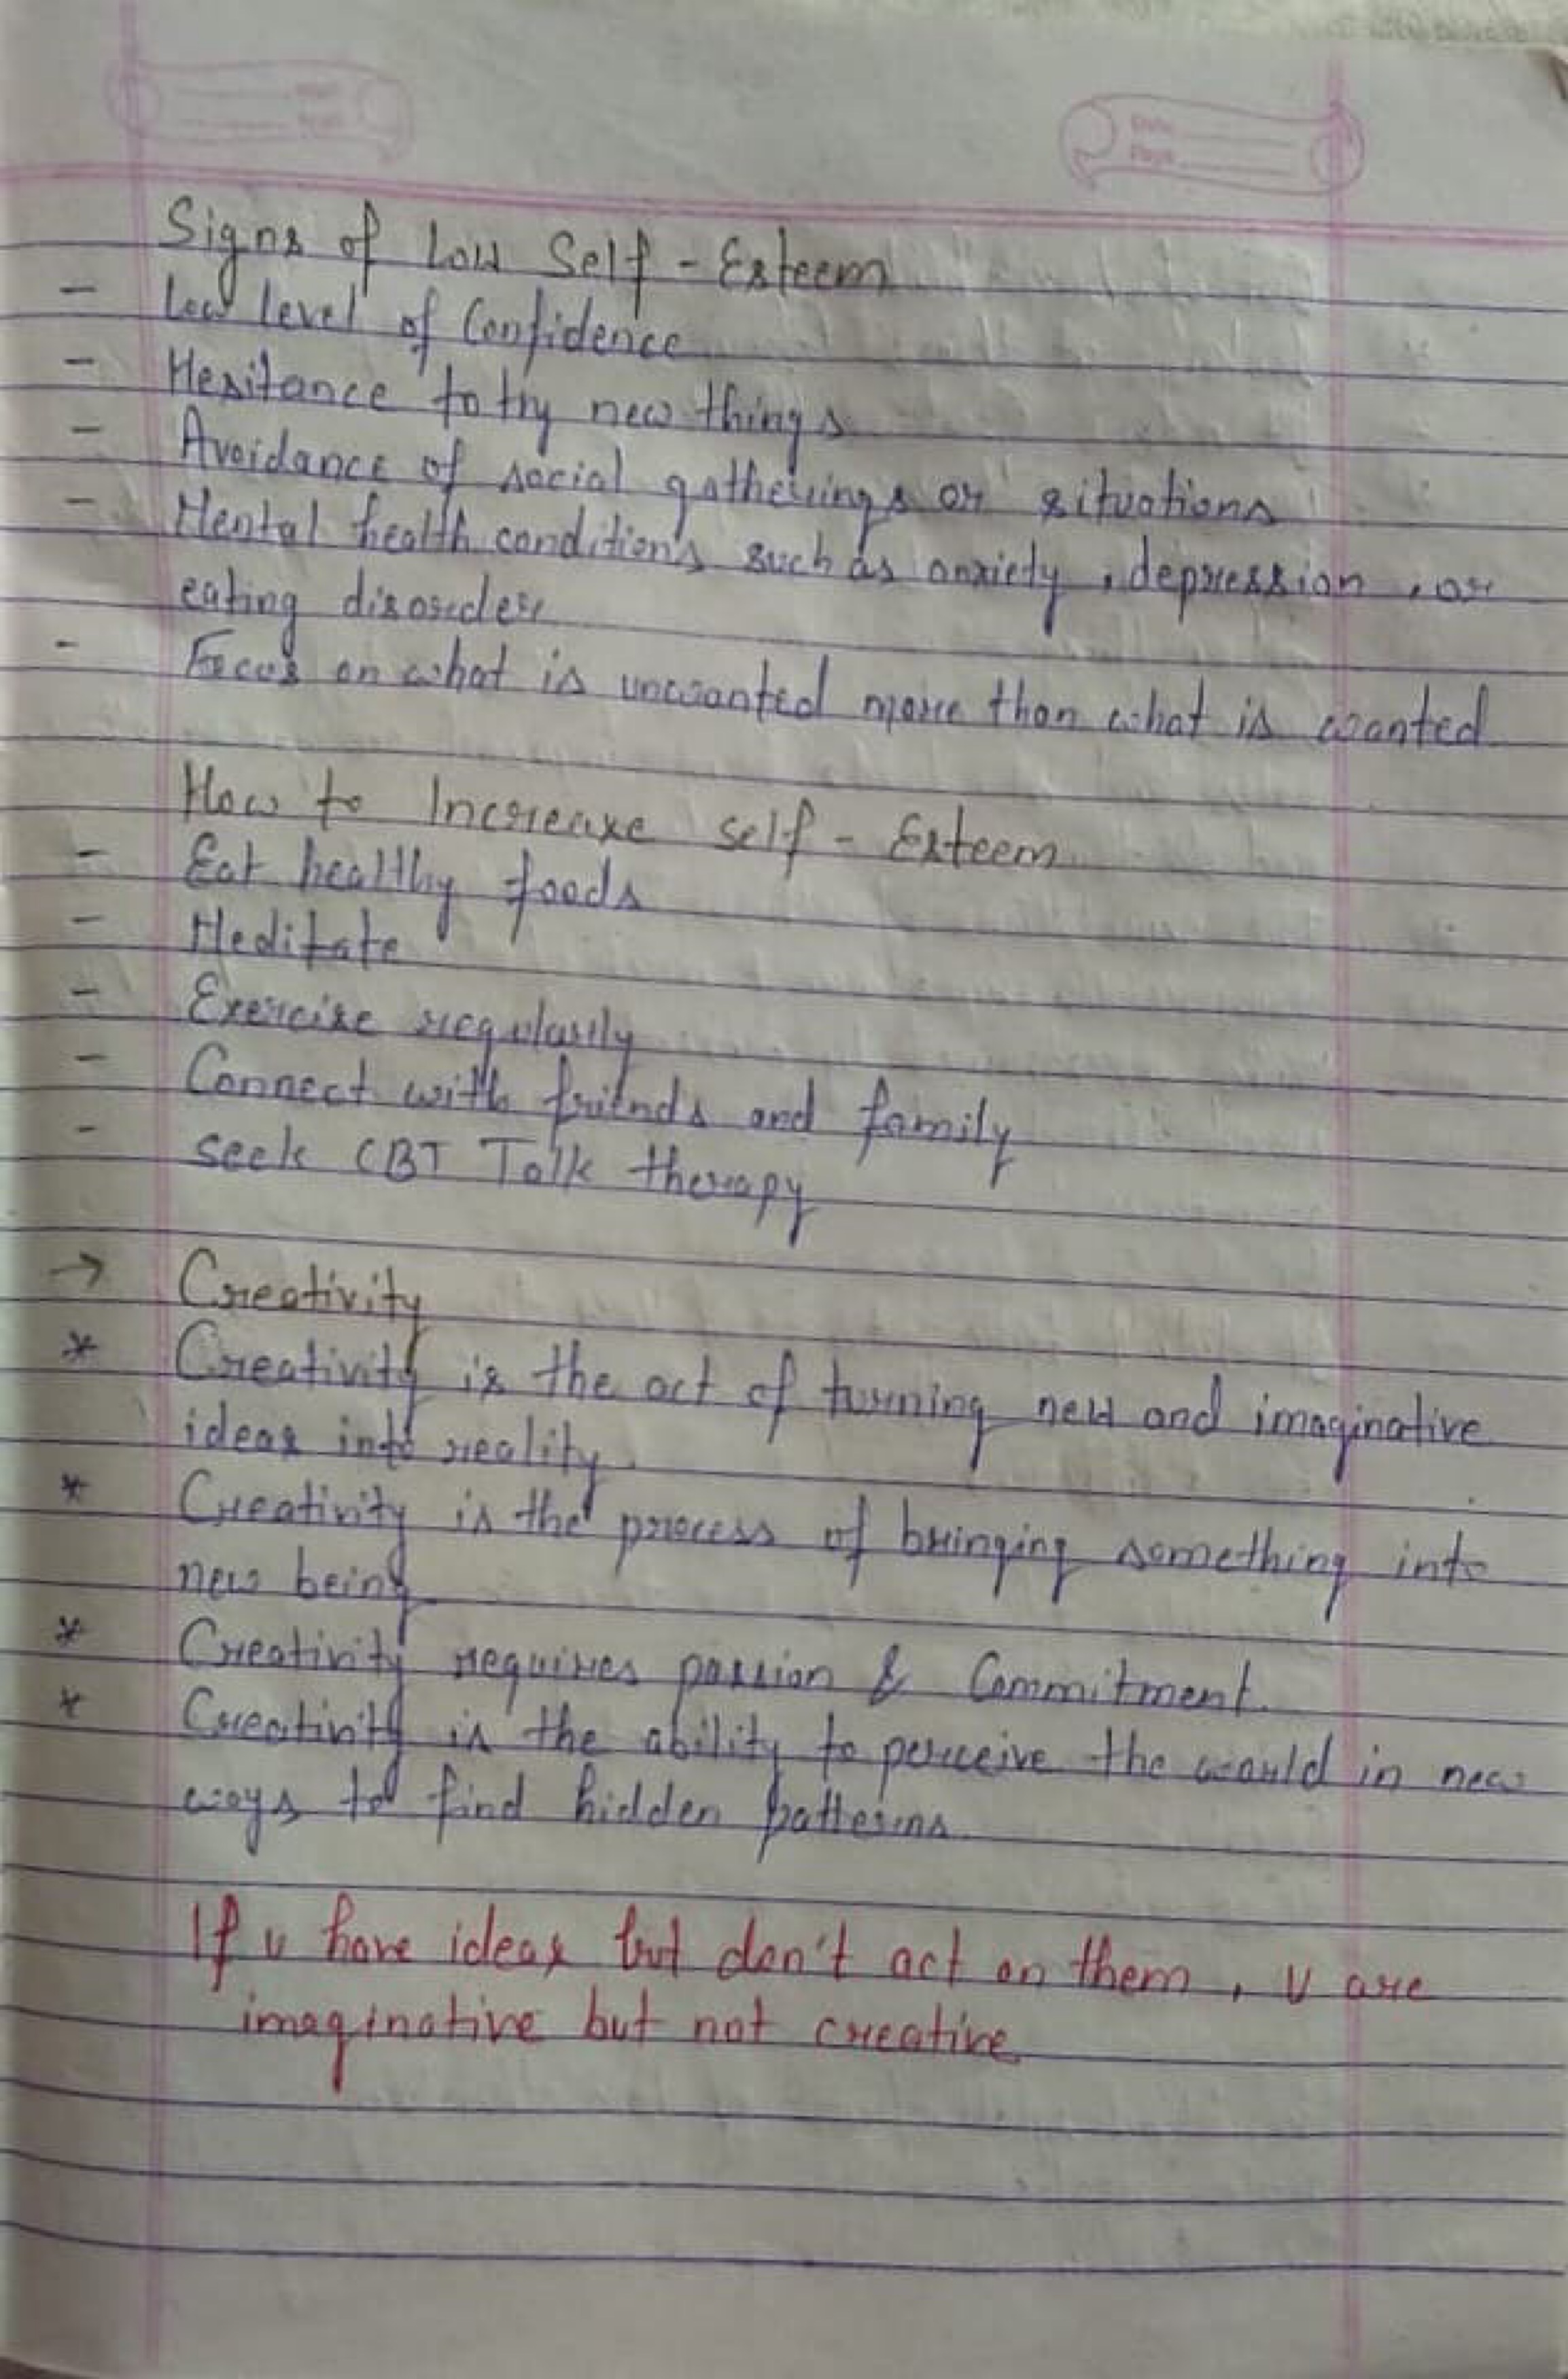 Date
Page
Signs of Low Self - Esteem
- Low level of Confidence
- Hesitance to try new things
- Avoidance of social gatherings or situations
- Mental health conditions such as anxiety, depression, or
eating disorder
- Focus on what is unwanted more than what is wanted
How to Increase self - Esteem
- Eat healthy foods
- Meditate
- Exercise regularly
- Connect with friends and family
- seek CBT Talk therapy
→ Creativity
* Creativity is the act of turning new and imaginative
ideas into reality.
* Creativity is the process of bringing something into
new being
* Creativity requires passion & Commitment.
* Creativity is the ability to perceive the would in new
ways to find hidden patterns.
If u have ideas but don't act on them, u are
imaginative but not creative